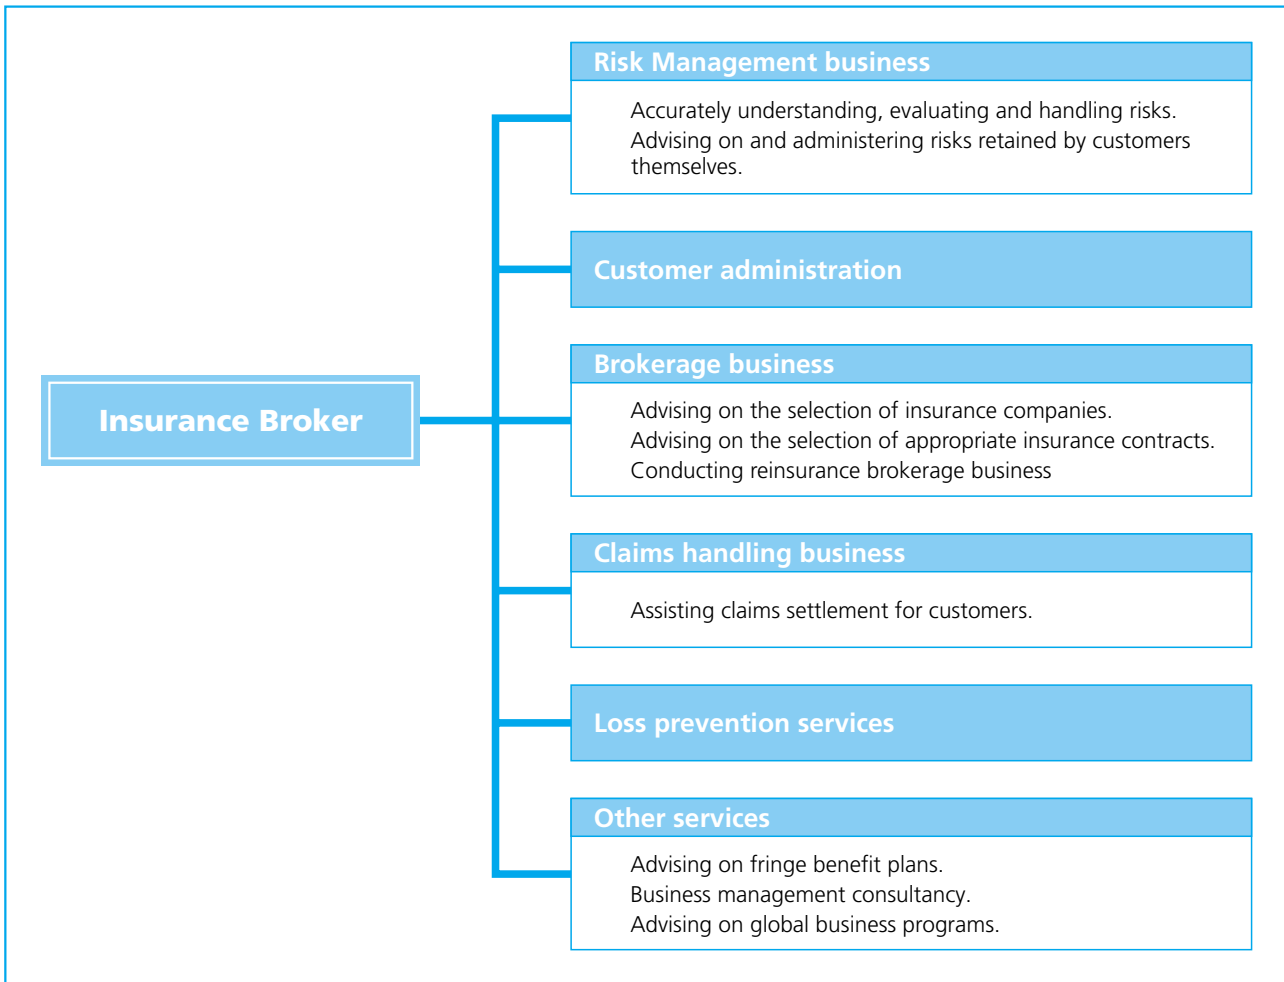 Risk Management business
Accurately understanding, evaluating and handling risks.
Advising on and administering risks retained by customers
themselves.
Customer administration
Brokerage business
Advising on the selection of insurance companies.
Advising on the selection of appropriate insurance contracts.
Conducting reinsurance brokerage business
Insurance Broker
Claims handling business
Assisting claims settlement for customers.
Loss prevention services
Other services
Advising on fringe benefit plans.
Business management consultancy.
Advising on global business programs.